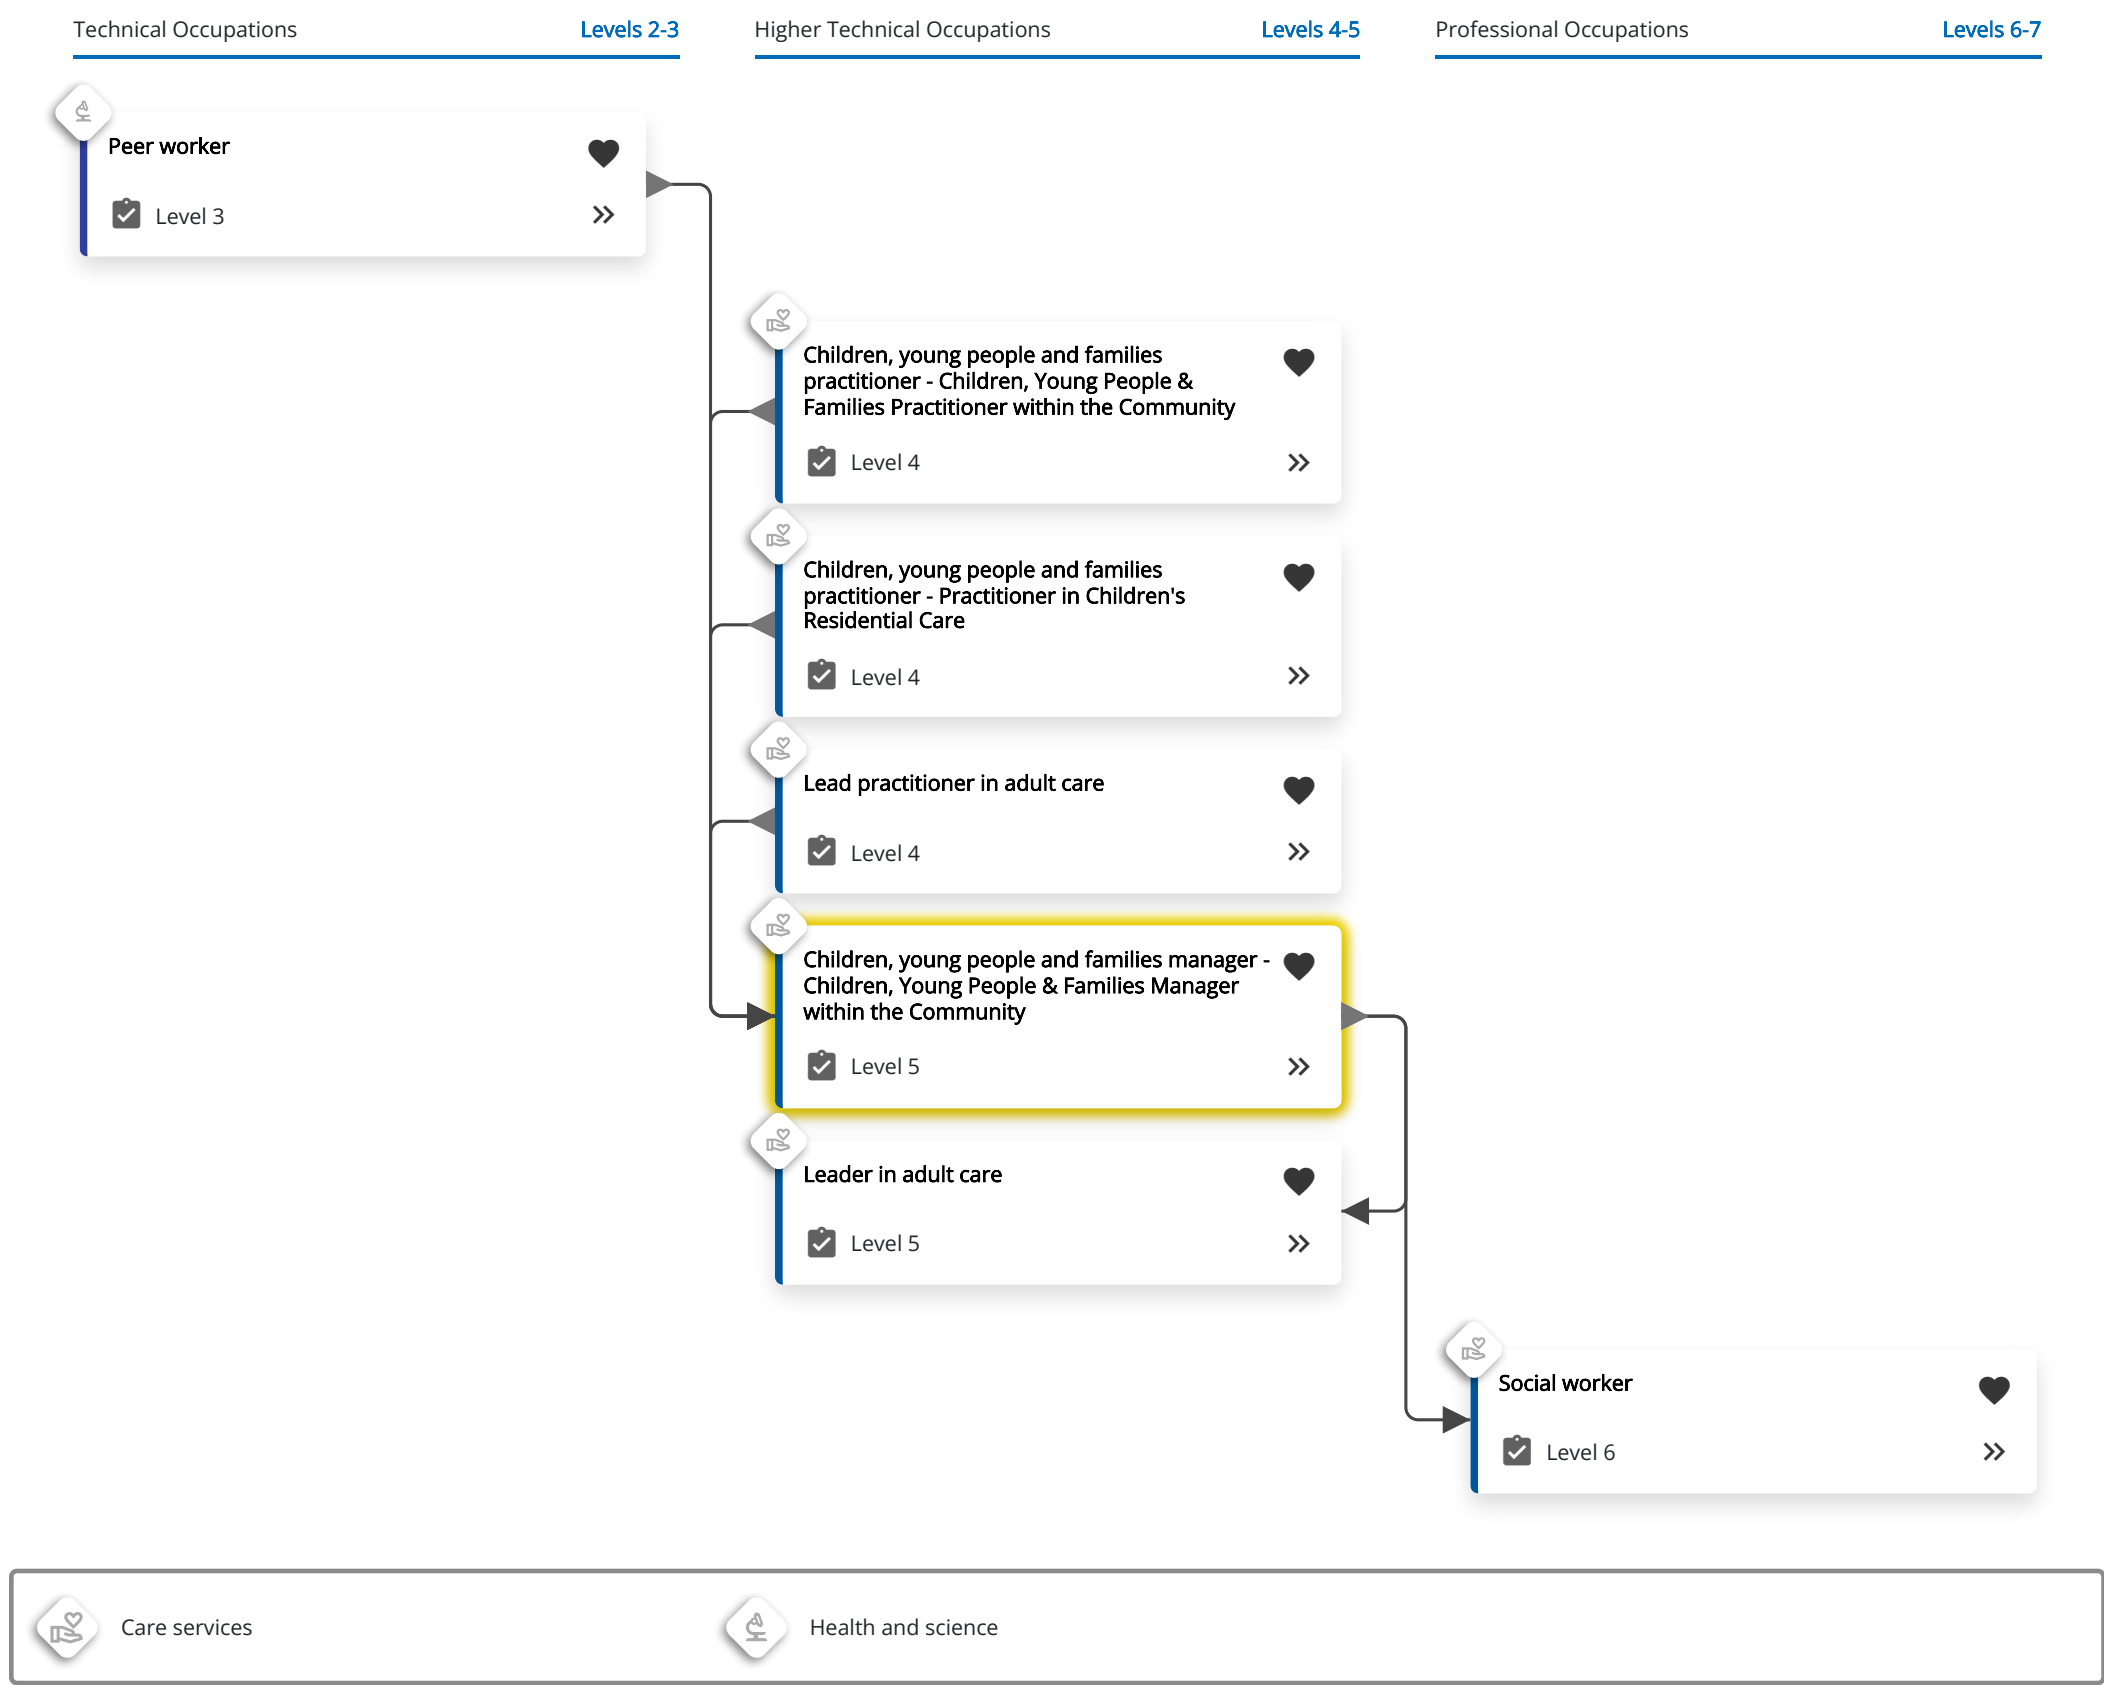 Technical Occupations
Levels 2-3
Higher Technical Occupations
Levels 4-5
Professional Occupations
Levels 6-7
Peer worker
Level 3
Children, young people and families
practitioner - Children, Young People &
Families Practitioner within the Community
Level 4
Children, young people and families
practitioner - Practitioner in Children's
Residential Care
Level 4
Lead practitioner in adult care
Level 4
Children, young people and families manager -
Children, Young People & Families Manager
within the Community
Level 5
Leader in adult care
Level 5
Social worker
Level 6
Care services
Health and science